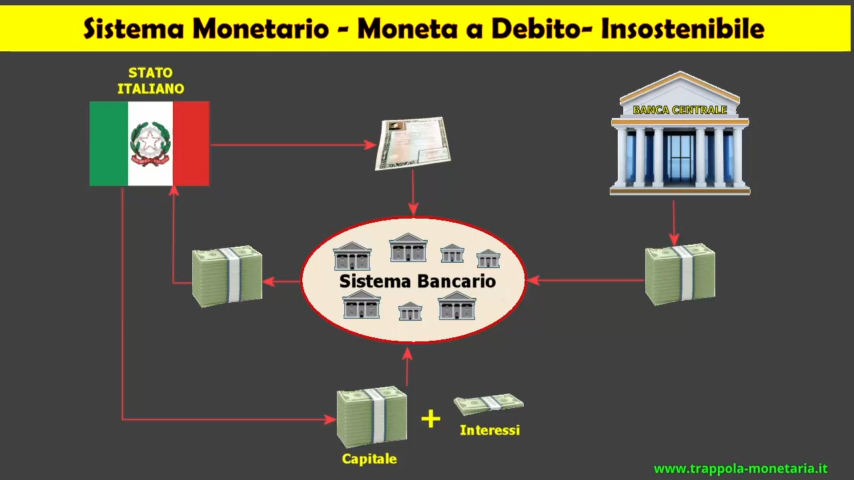 Sistema Monetario - Moneta a Debito- Insostenibile
STATO
ITALIANO
BANCA CENTRALE
Sistema Bancario
Capitale
+
Interessi
www.trappola-monetaria.it